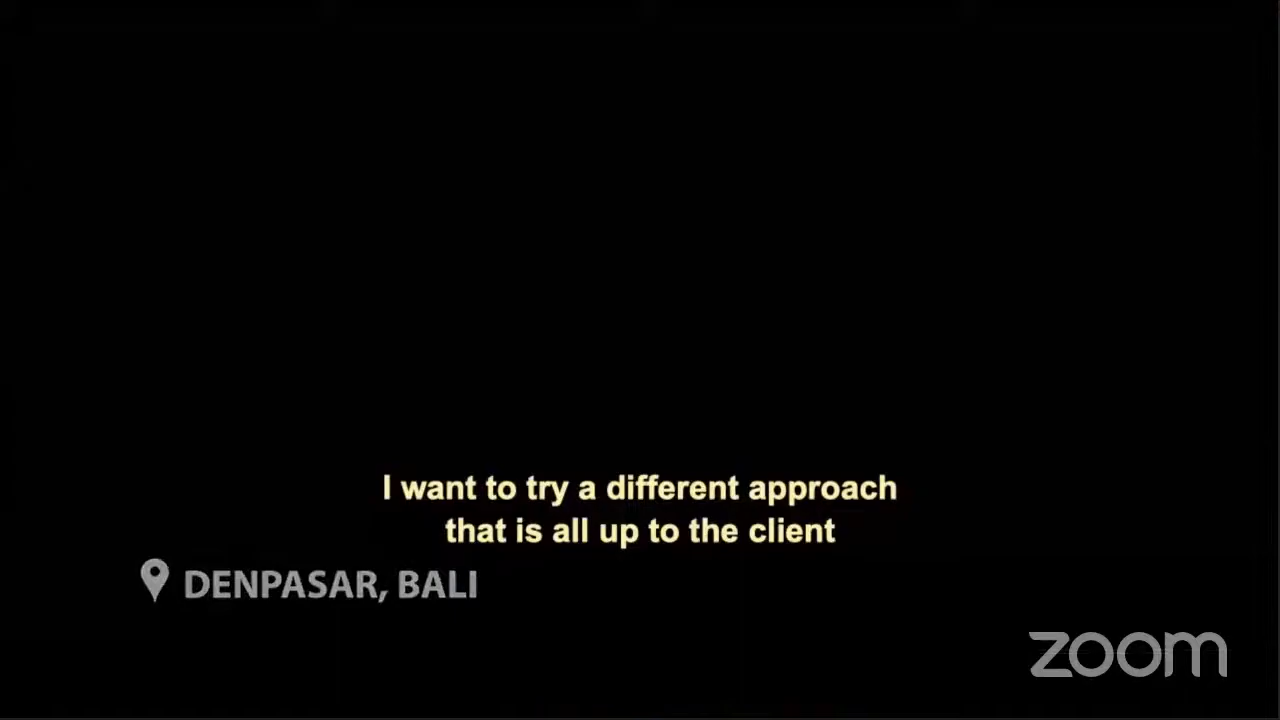 I want to try a different approach
that is all up to the client
DENPASAR, BALI
zoom